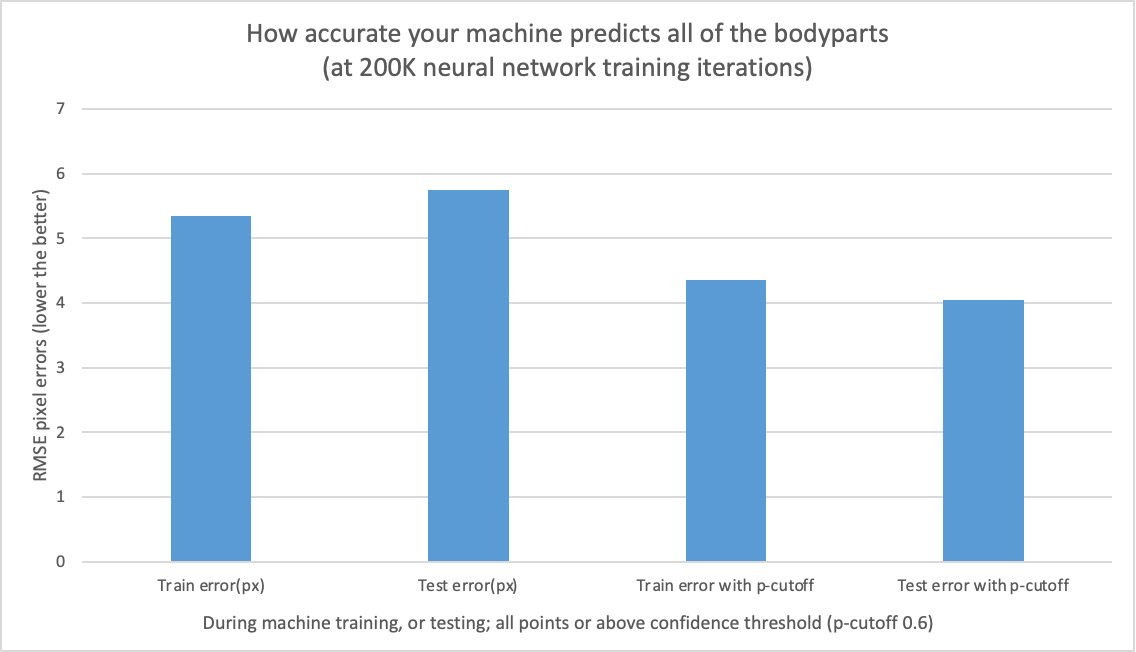 How accurate your machine predicts all of the bodyparts
(at 200K neural network training iterations)
7
6
5
4
3
2
1
0
RMSE pixel errors (lower the better)
Train error(px)
Test error(px)
Train error with p-cutoff
Test error with p-cutoff
During machine training, or testing; all points or above confidence threshold (p-cutoff 0.6)